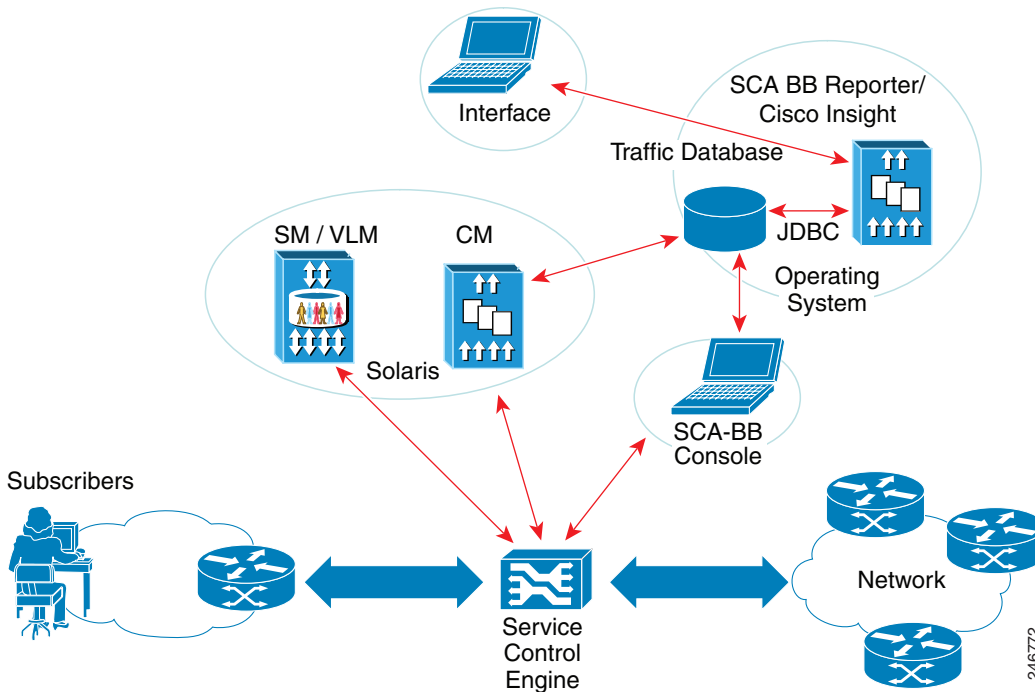 SCA BB Reporter/
Cisco Insight
Interface
Traffic Database
SM / VLM
CM
JDBC
Operating
System
Solaris
SCA-BB
Console
Subscribers
Network
Service
Control
Engine
246772